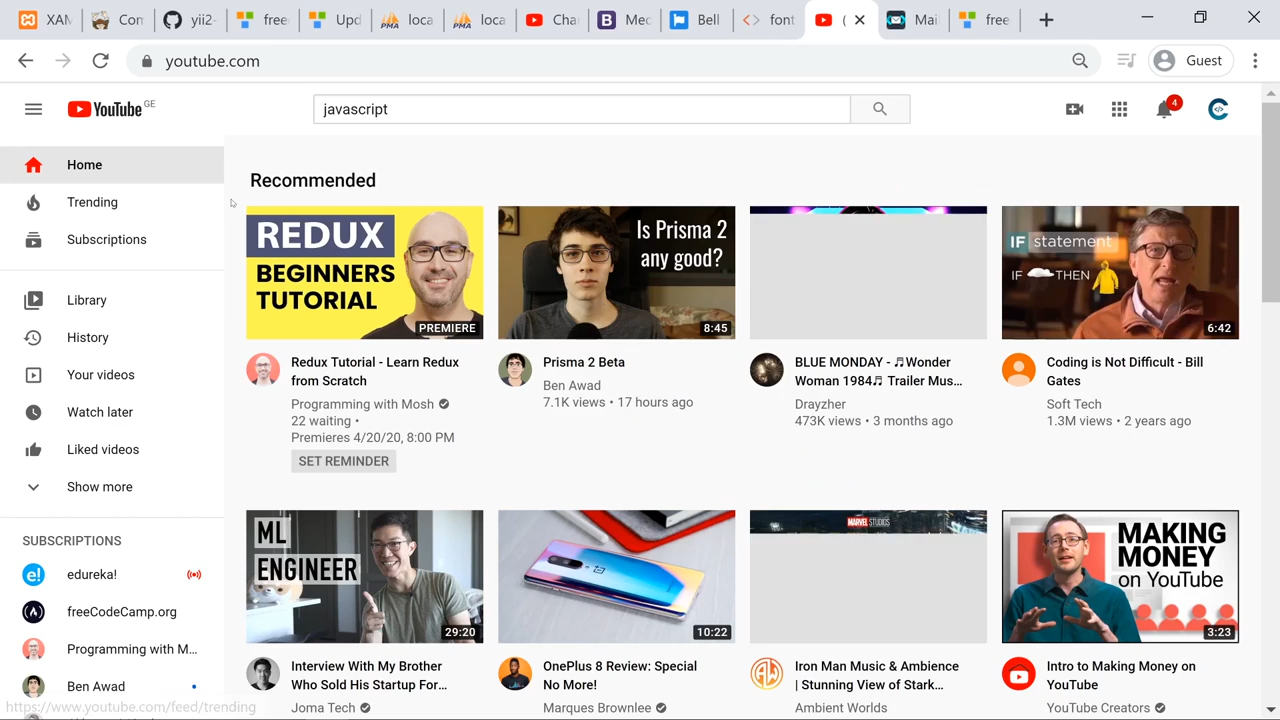 XAM
Com
yii2-
free
Upd
loca
loca
Cha
Mec
Bell
font
(
Mai
free
youtube.com
Guest
YouTube GE
javascript
4
Home
Trending
Subscriptions
Library
History
Your videos
Watch later
Liked videos
Show more
SUBSCRIPTIONS
edureka!
freeCodeCamp.org
Programming with M...
Ben Awad
https://www.youtube.com/feed/trending
Recommended
REDUX
BEGINNERS
TUTORIAL
PREMIERE
Redux Tutorial - Learn Redux
from Scratch
Programming with Mosh
22 waiting •
Premieres 4/20/20, 8:00 PM
SET REMINDER
Is Prisma 2
any good?
8:45
Prisma 2 Beta
Ben Awad
7.1K views • 17 hours ago
BLUE MONDAY - 🎵Wonder
Woman 1984🎵 Trailer Mus...
Drayzher
473K views • 3 months ago
IF statement
IF THEN
6:42
Coding is Not Difficult - Bill
Gates
Soft Tech
1.3M views • 2 years ago
ML
ENGINEER
29:20
Interview With My Brother
Who Sold His Startup For...
Joma Tech
10:22
OnePlus 8 Review: Special
No More!
Marques Brownlee
MARVEL STUDIOS
Iron Man Music & Ambience
| Stunning View of Stark...
Ambient Worlds
MAKING
MONEY
on YouTube
3:23
Intro to Making Money on
YouTube
YouTube Creators